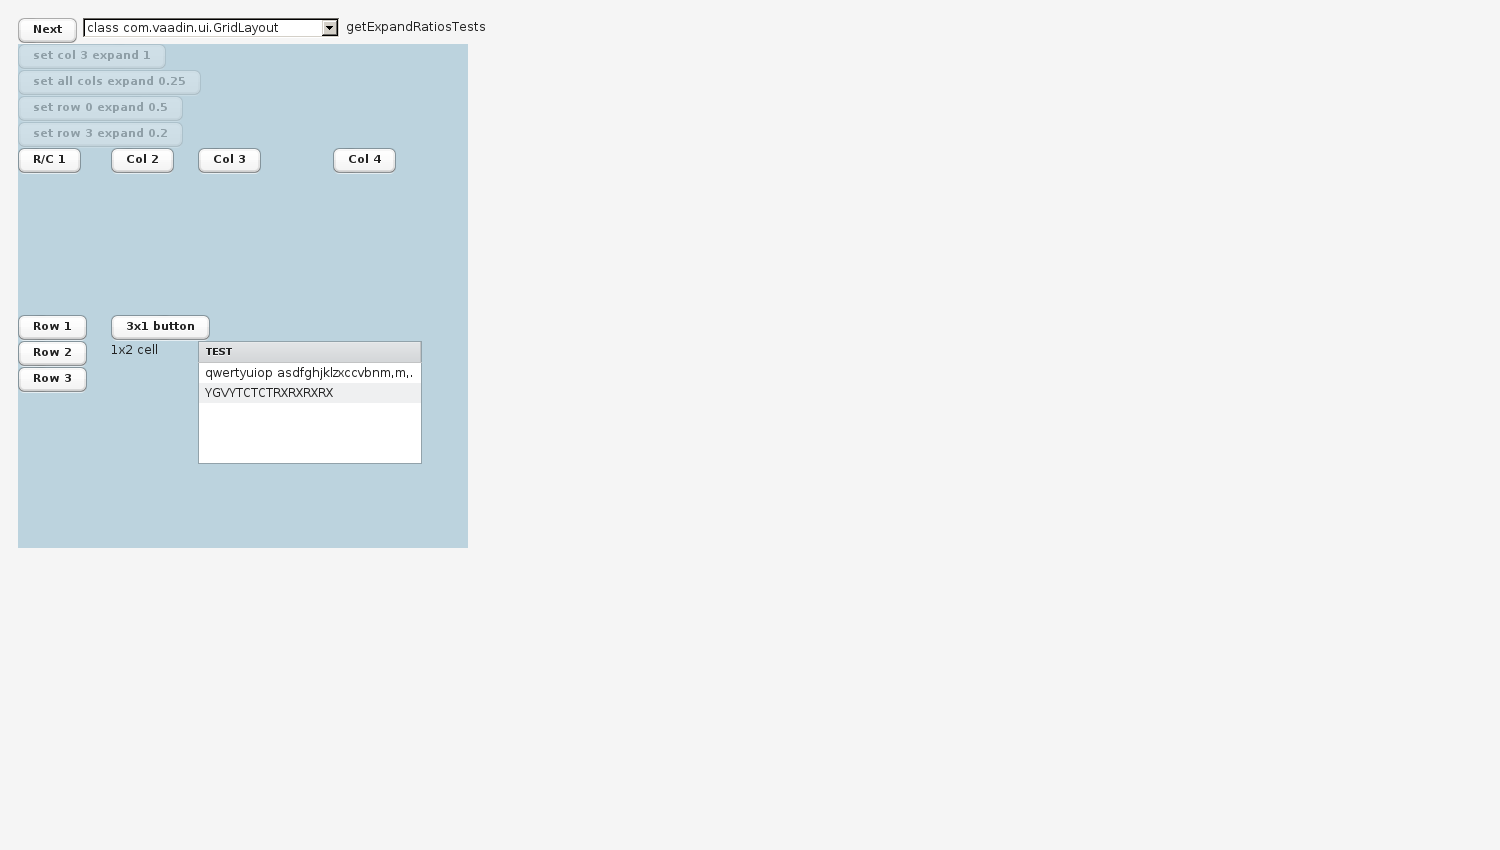 Next class com.vaadin.ui.GridLayout getExpandRatiosTests
set col 3 expand 1
set all cols expand 0.25
set row 0 expand 0.5
set row 3 expand 0.2
R/C 1 Col 2 Col 3 Col 4
Row 1 3x1 button
Row 2 1x2 cell TEST
qwertyuiop asdfghjklzxccvbnm,m,.
Row 3
YGVYTCTCTRXRXRXRX